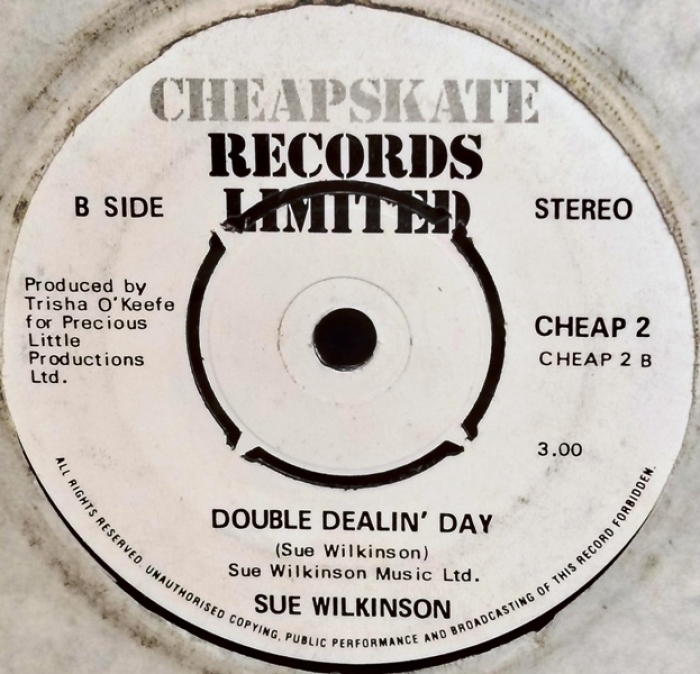 CHEAPSKATE
RECORDS
LIMITED
B SIDE
STEREO
Produced by
Trisha O'Keefe
for Precious
Little
Productions
Ltd.
CHEAP 2
CHEAP 2 B
3.00
DOUBLE DEALIN' DAY
(Sue Wilkinson)
Sue Wilkinson Music Ltd.
SUE WILKINSON
ALL RIGHTS RESERVED. UNAUTHORISED COPYING, PUBLIC PERFORMANCE AND BROADCASTING OF THIS RECORD FORBIDDEN.